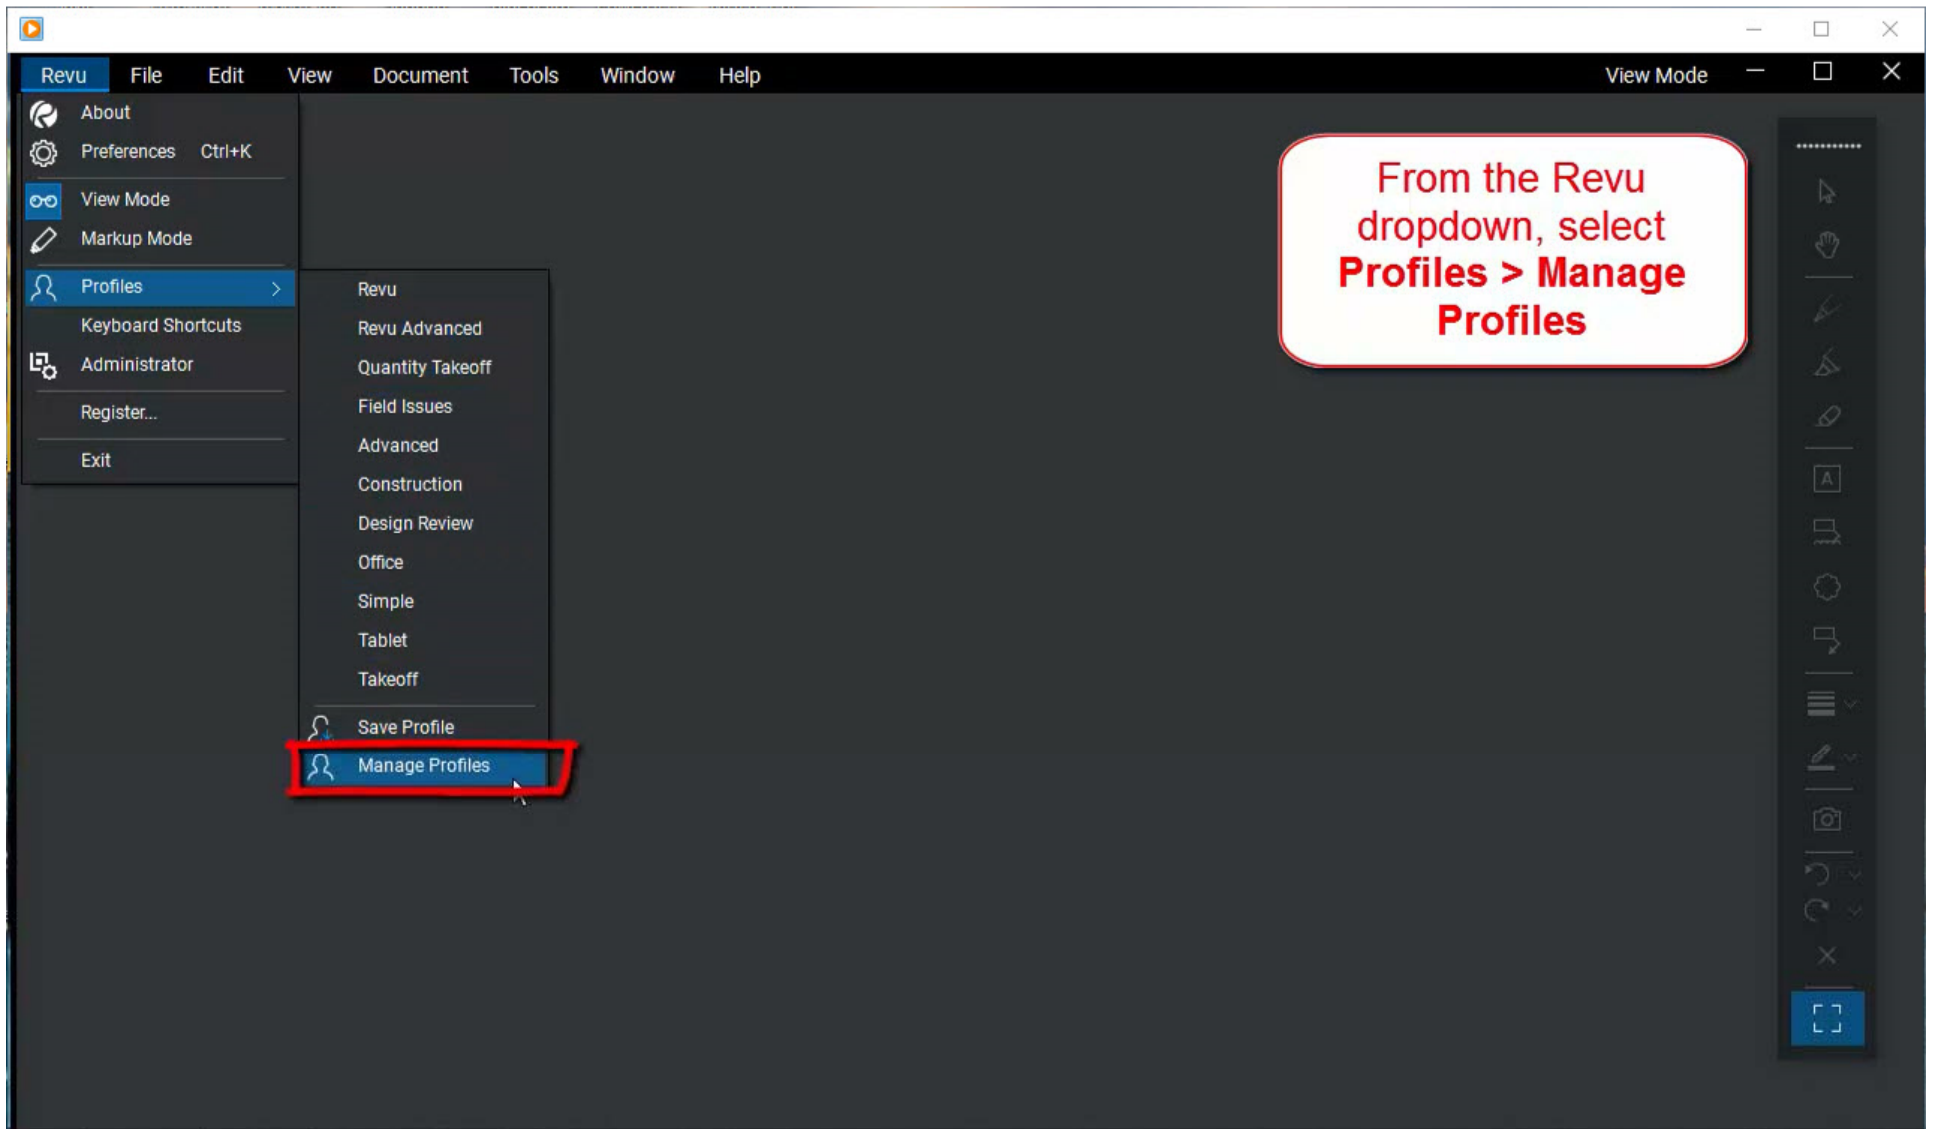 Revu File Edit View Document Tools Window Help View Mode
About
Preferences Ctrl+K
View Mode
Markup Mode
Profiles
Keyboard Shortcuts
Administrator
Register...
Exit
Revu
Revu Advanced
Quantity Takeoff
Field Issues
Advanced
Construction
Design Review
Office
Simple
Tablet
Takeoff
Save Profile
Manage Profiles
From the Revu
dropdown, select
Profiles > Manage
Profiles
A